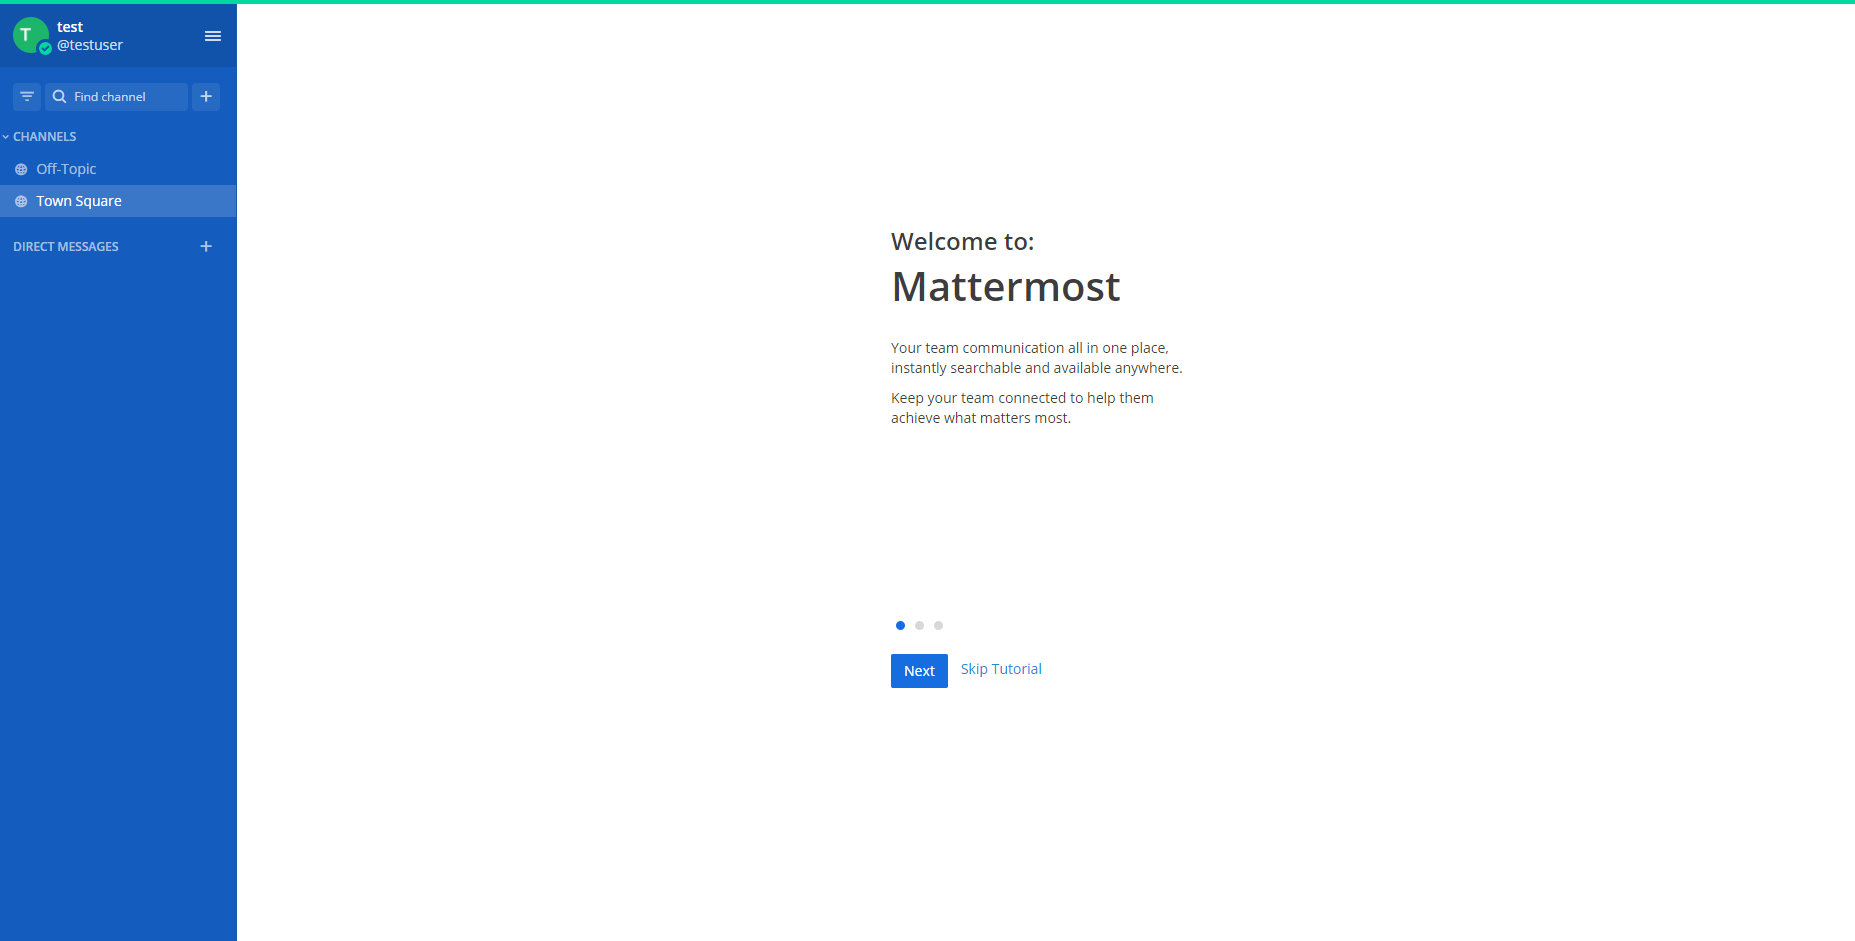 T
test
@testuser
Find channel
CHANNELS
Off-Topic
Town Square
DIRECT MESSAGES
Welcome to:
Mattermost
Your team communication all in one place,
instantly searchable and available anywhere.
Keep your team connected to help them
achieve what matters most.
Next
Skip Tutorial